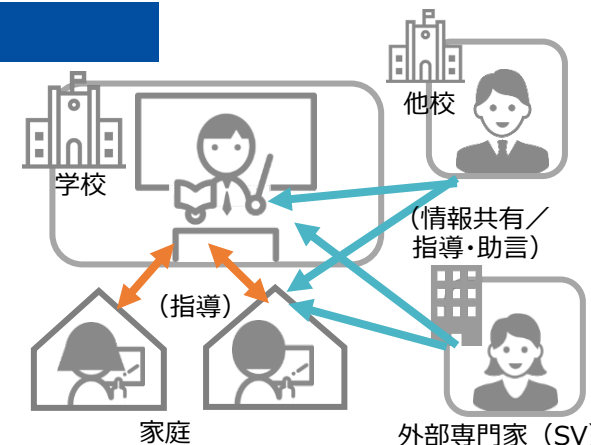 他校
学校
（情報共有／
指導・助言）
（指導）
家庭
外部専門家（SV）